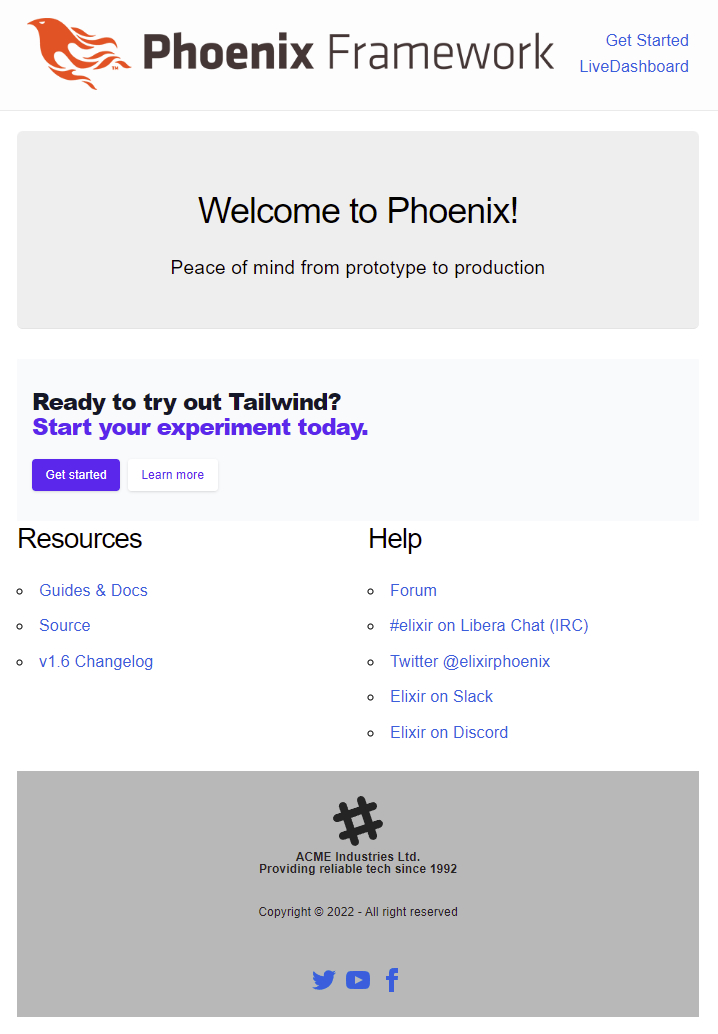 Phoenix Framework
TM
Get Started
LiveDashboard
Welcome to Phoenix!
Peace of mind from prototype to production
Ready to try out Tailwind?
Start your experiment today.
Get started
Learn more
Resources
Guides & Docs
Source
v1.6 Changelog
Help
Forum
#elixir on Libera Chat (IRC)
Twitter @elixirphoenix
Elixir on Slack
Elixir on Discord
ACME Industries Ltd.
Providing reliable tech since 1992
Copyright © 2022 - All right reserved